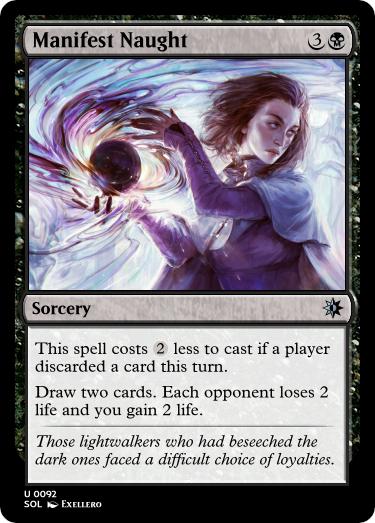 Manifest Naught 3
Sorcery
This spell costs 2 less to cast if a player
discarded a card this turn.
Draw two cards. Each opponent loses 2
life and you gain 2 life.
Those lightwalkers who had beseeched the
dark ones faced a difficult choice of loyalties.
U 0092
SOL Exellero